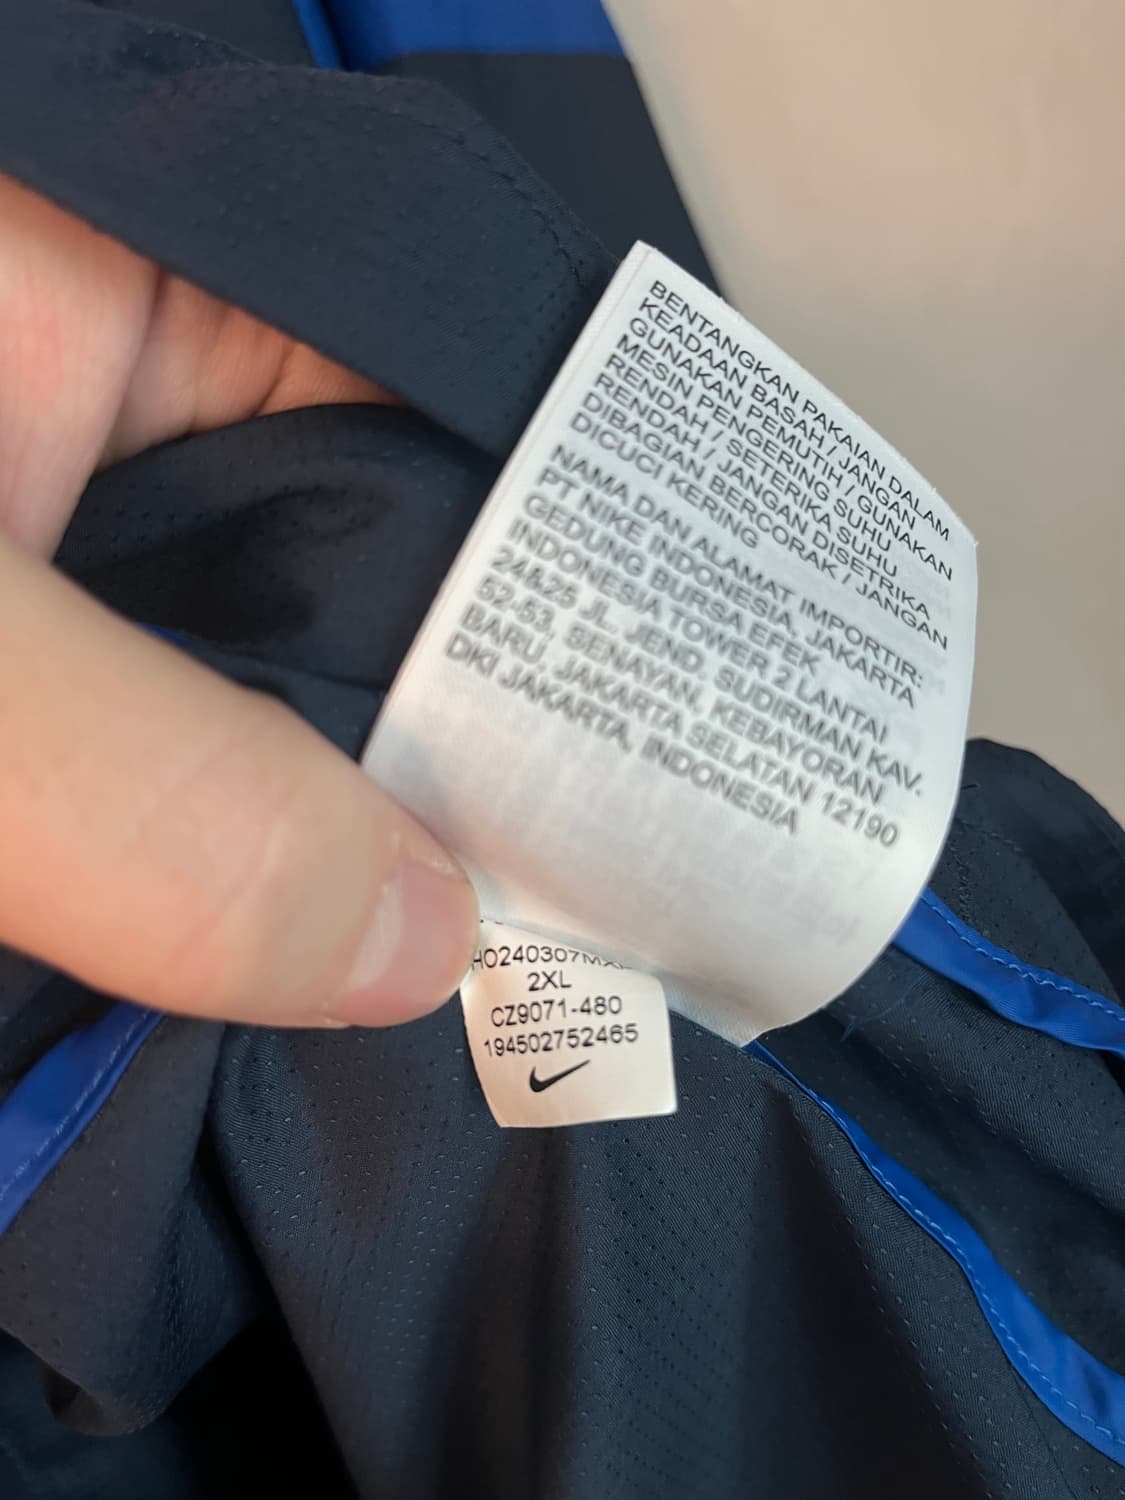 BENTANGKAN PAKAIAN DALAM
KEADAAN BASAH / JANGAN
GUNAKAN PEMUTIH / GUNAKAN
MESIN PENGERING SUHU
RENDAH / SETERIKA SUHU
RENDAH / JANGAN DISETRIKA
DIBAGIAN BERCORAK / JANGAN
DICUCI KERING
NAMA DAN ALAMAT IMPORTIR:
PT NIKE INDONESIA, JAKARTA
GEDUNG BURSA EFEK
INDONESIA TOWER 2 LANTAI
24&25 JL. JEND. SUDIRMAN KAV.
52-53, SENAYAN, KEBAYORAN
BARU, JAKARTA SELATAN 12190
DKI JAKARTA, INDONESIA
2XL
CZ9071-480
194502752465